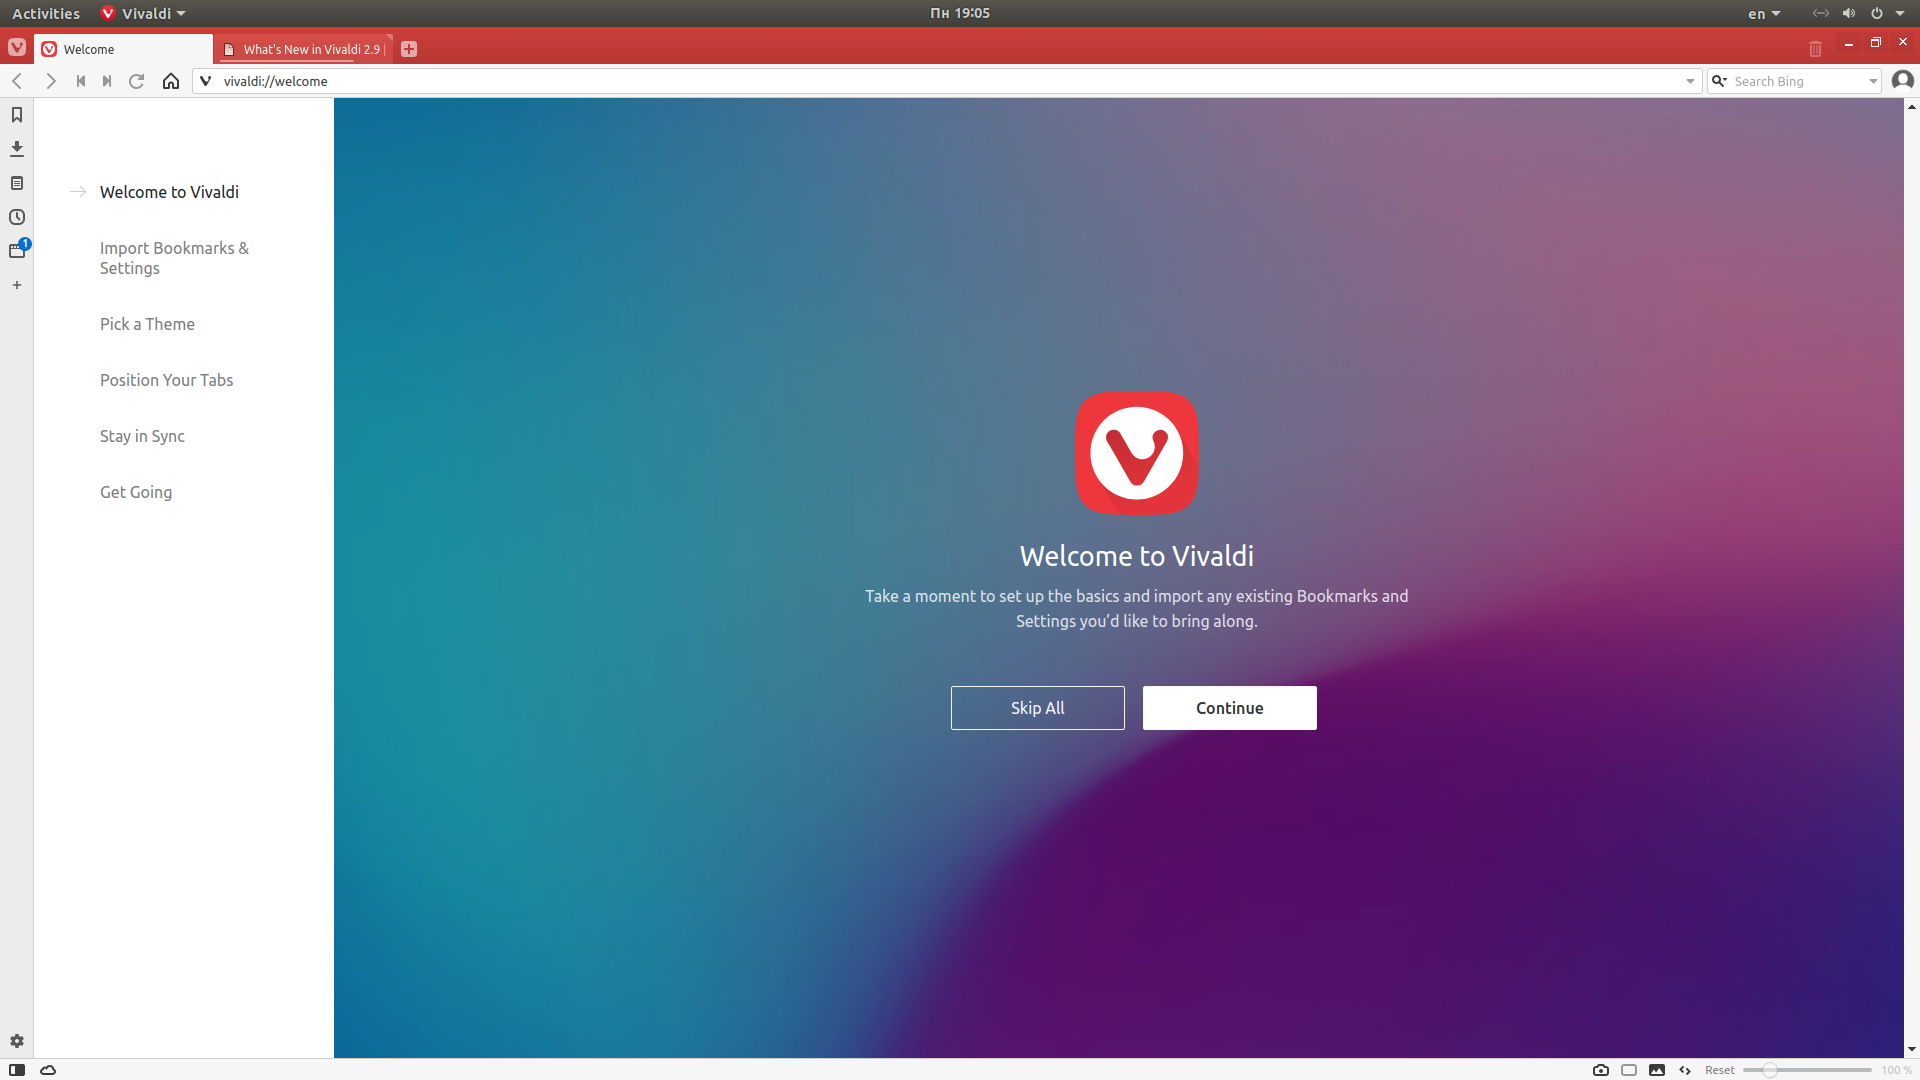 Activities
Vivaldi
Пн 19:05
en
Welcome
What's New in Vivaldi 2.9 |
vivaldi://welcome
Search Bing
1
Welcome to Vivaldi
Import Bookmarks &
Settings
Pick a Theme
Position Your Tabs
Stay in Sync
Get Going
Welcome to Vivaldi
Take a moment to set up the basics and import any existing Bookmarks and
Settings you’d like to bring along.
Skip All
Continue
Reset
100 %